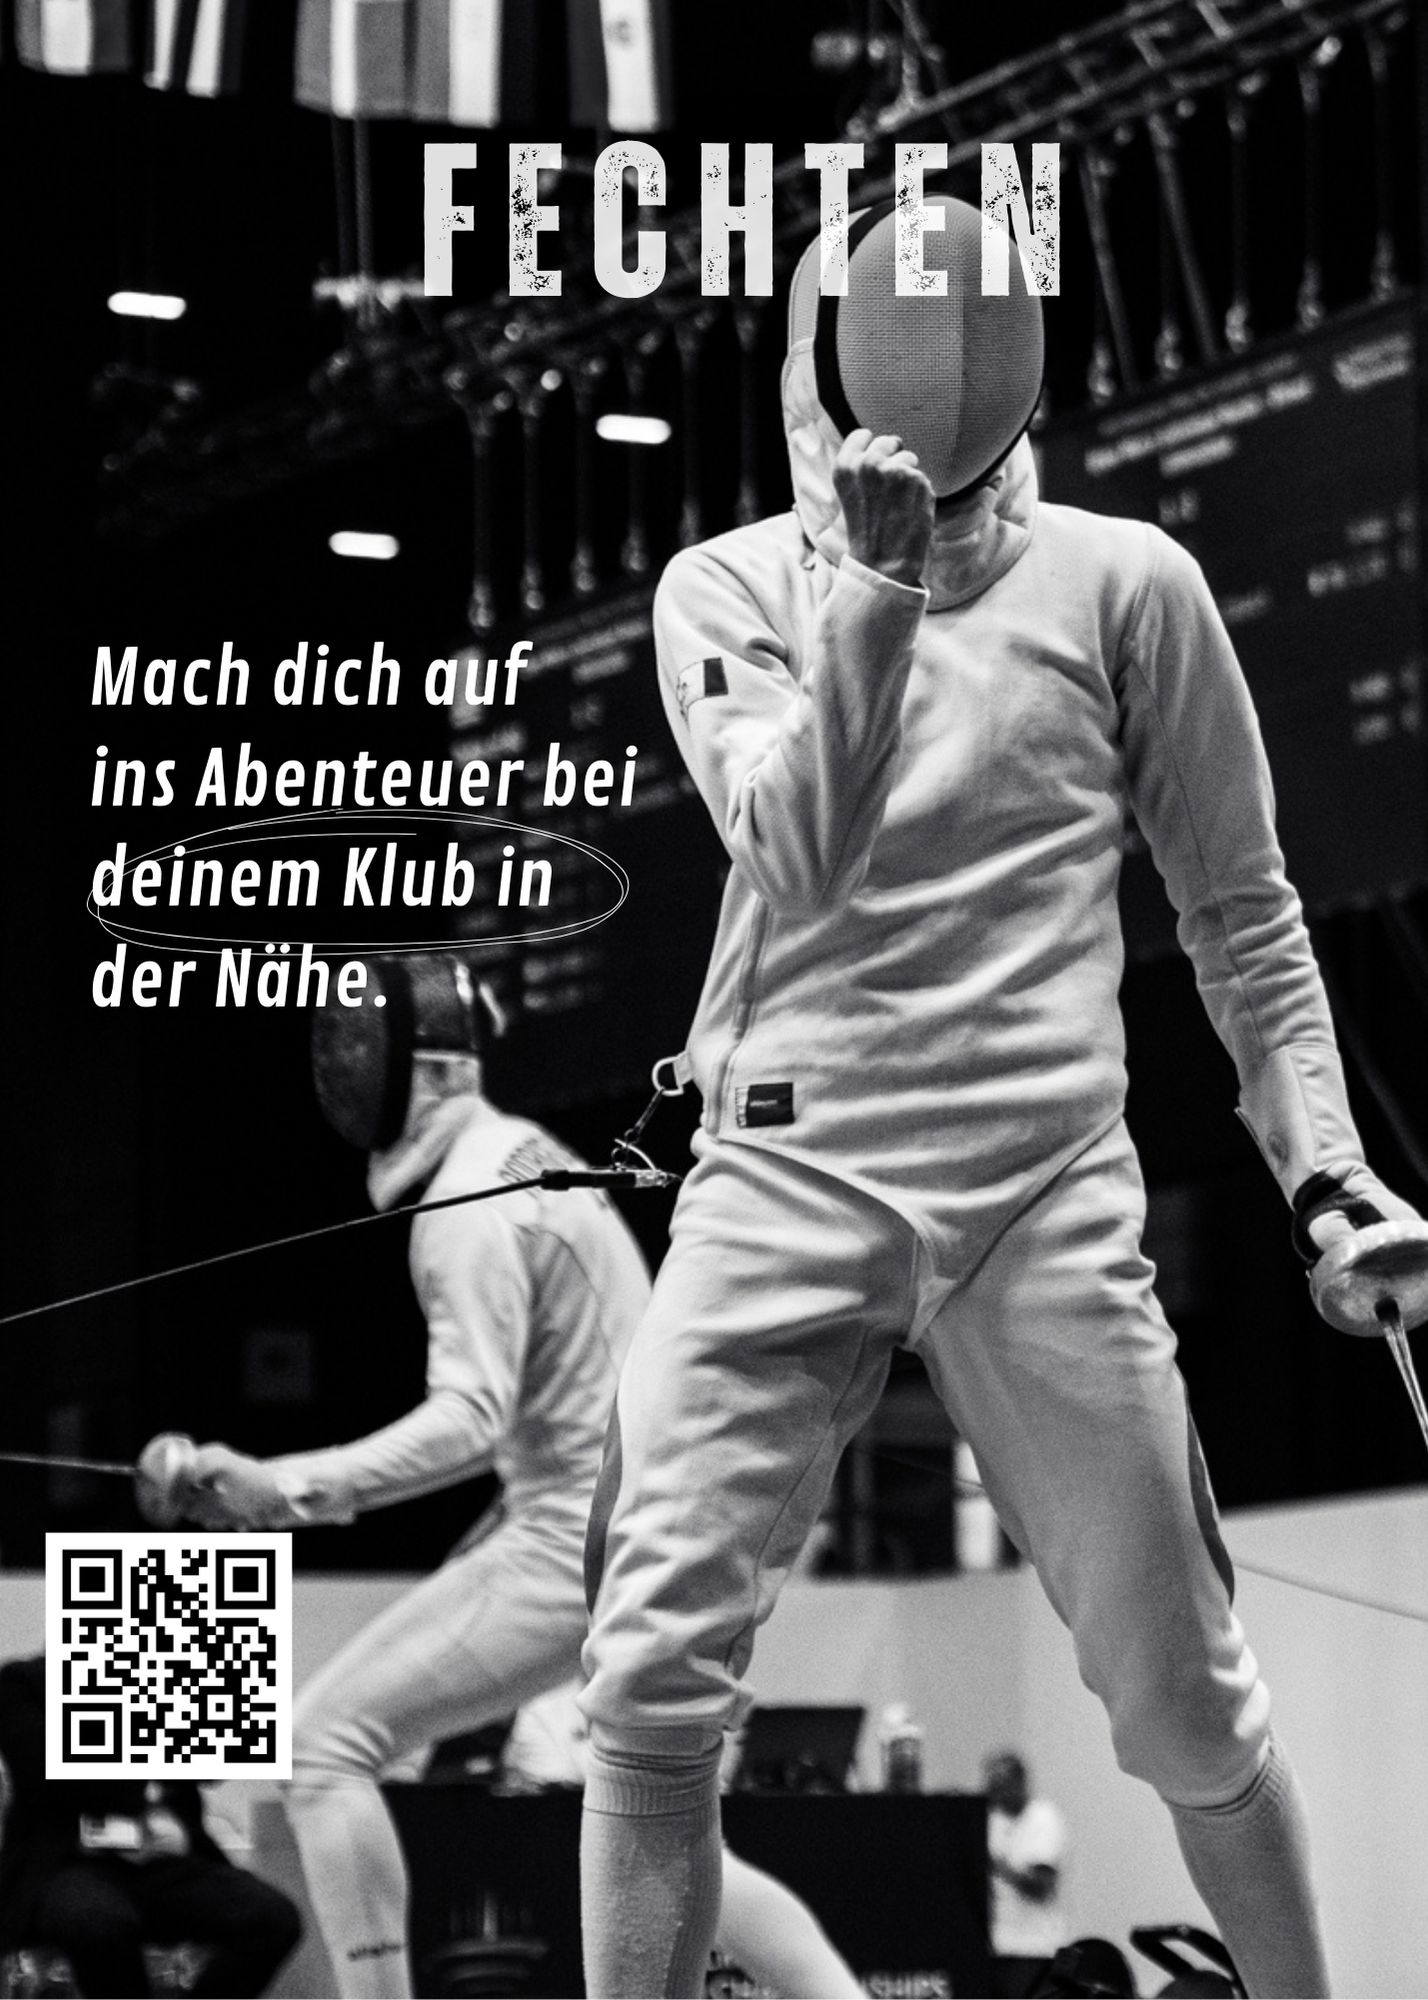 FECHTEN
Mach dich auf
ins Abenteuer bei
deinem Klub in
der Nähe.